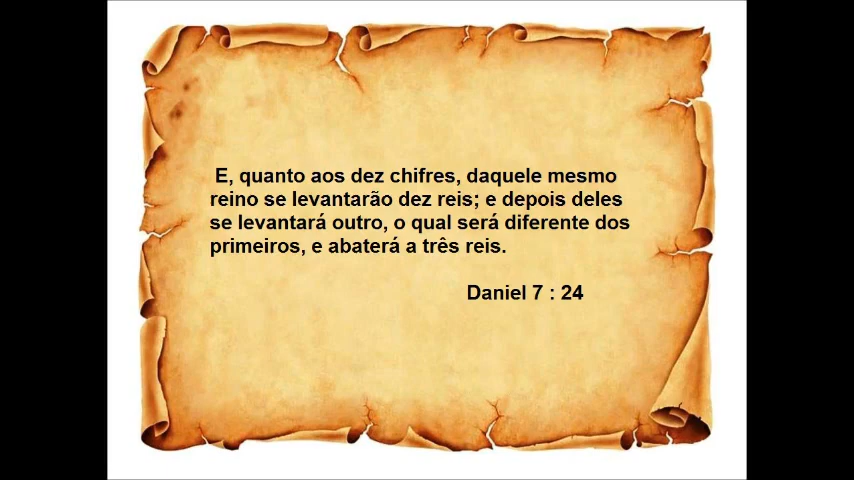 E, quanto aos dez chifres, daquele mesmo
reino se levantarão dez reis; e depois deles
se levantará outro, o qual será diferente dos
primeiros, e abaterá a três reis.
Daniel 7 : 24